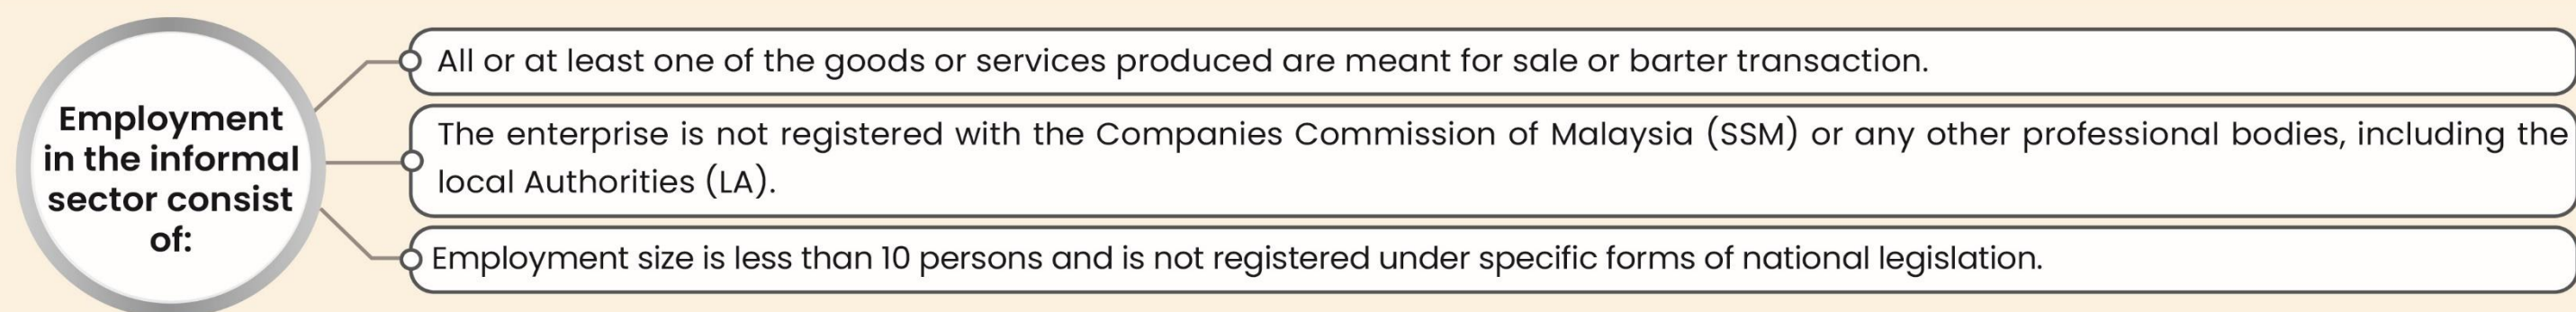 Employment
in the informal
sector consist
of:
All or at least one of the goods or services produced are meant for sale or barter transaction.
The enterprise is not registered with the Companies Commission of Malaysia (SSM) or any other professional bodies, including the
local Authorities (LA).
Employment size is less than 10 persons and is not registered under specific forms of national legislation.